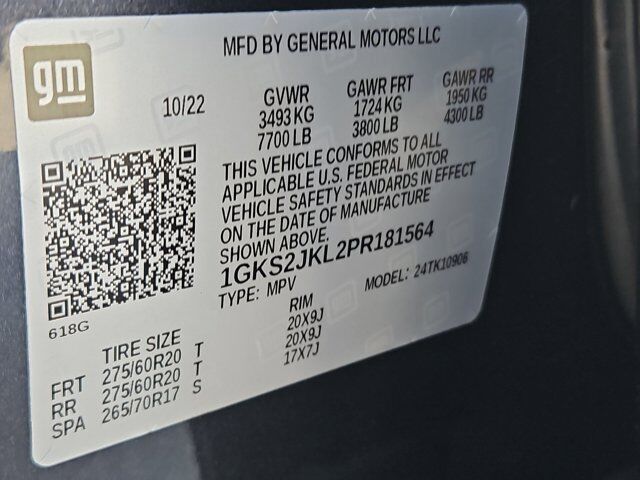 gm
MFD BY GENERAL MOTORS LLC
10/22
GVWR
3493 KG
7700 LB
GAWR FRT
1724 KG
3800 LB
GAWR RR
1950 KG
4300 LB
THIS VEHICLE CONFORMS TO ALL
APPLICABLE U.S. FEDERAL MOTOR
VEHICLE SAFETY STANDARDS IN EFFECT
ON THE DATE OF MANUFACTURE
SHOWN ABOVE.
1GKS2JKL2PR181564
TYPE: MPV
MODEL: 24TK10906
618G
TIRE SIZE RIM
FRT 275/60R20 T 20X9J
RR 275/60R20 T 20X9J
SPA 265/70R17 S 17X7J